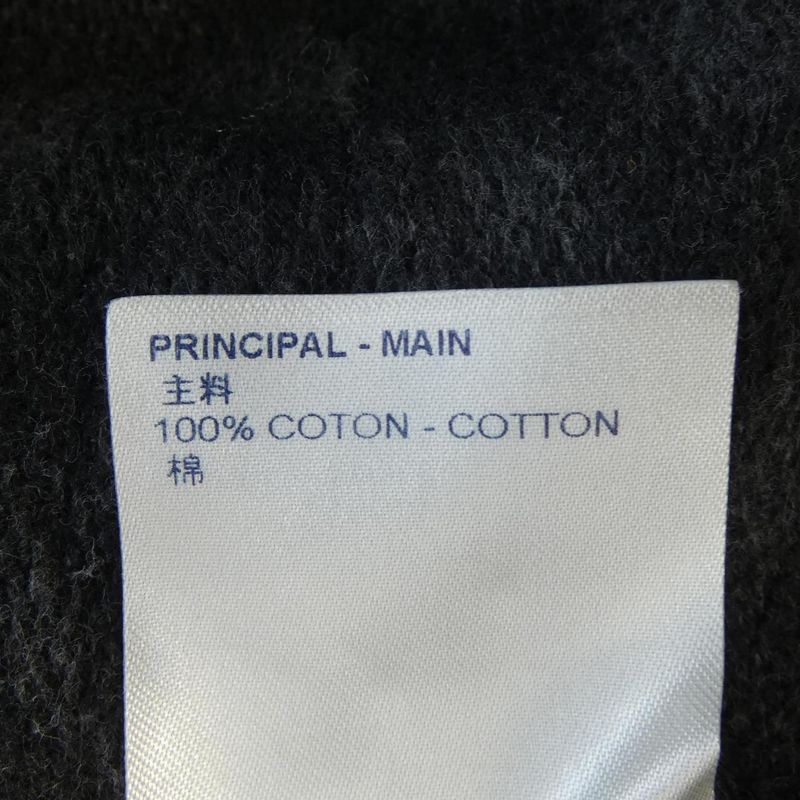 PRINCIPAL - MAIN
主料
100% COTON - COTTON
棉